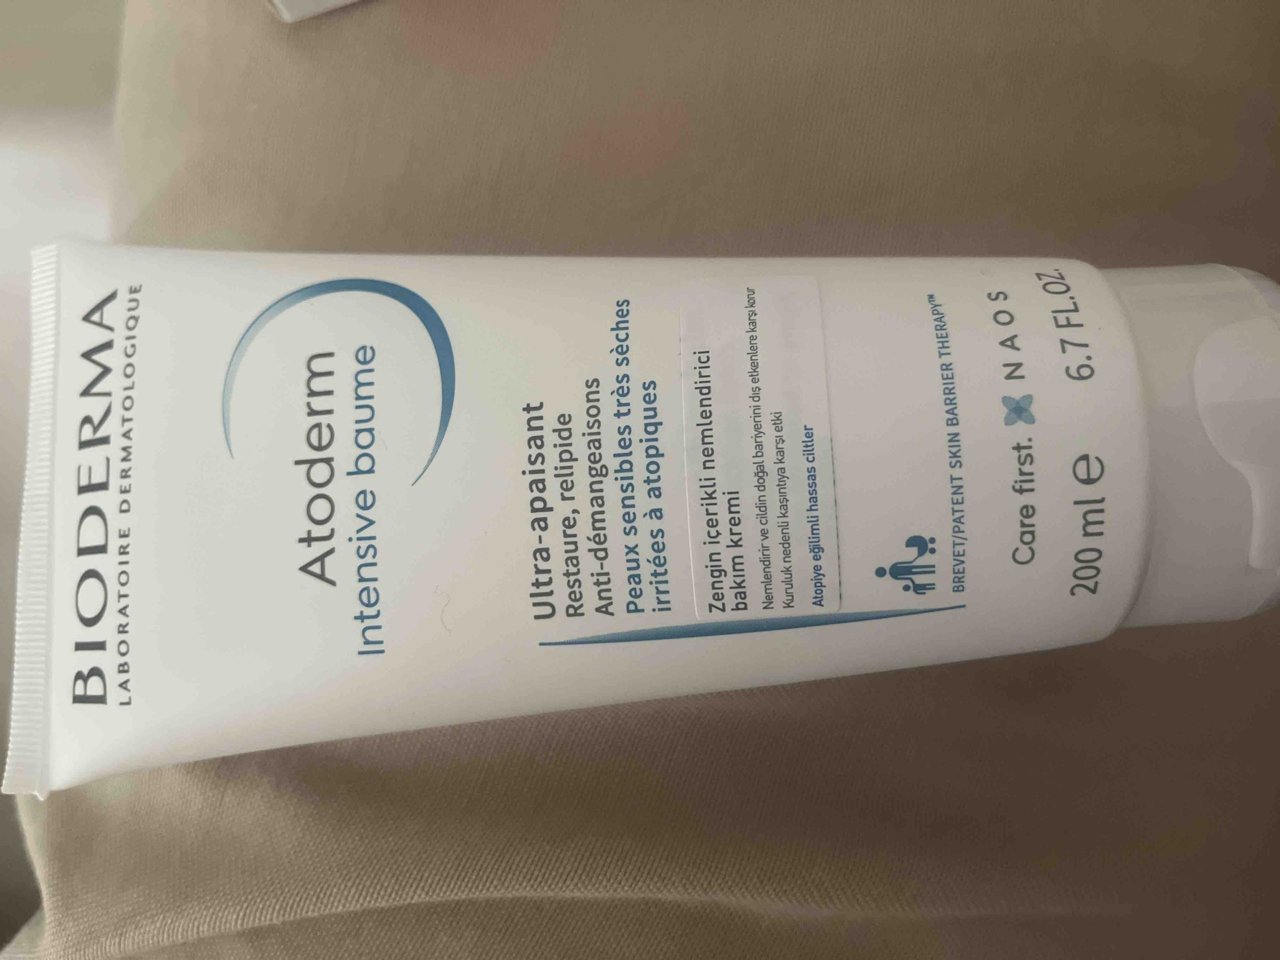 BIODERMA
LABORATOIRE DERMATOLOGIQUE
Atoderm
Intensive baume
Ultra-apaisant
Restaure, relipide
Anti-démangeaisons
Peaux sensibles très sèches
irritées à atopiques
Zengin içerikli nemlendirici
bakım kremi
Nemlendirir ve cildin doğal bariyerini dış etkenlere karşı korur
Kuruluk nedenli kaşıntıya karşı etki
Atopiye eğilimli hassas ciltler
BREVET/PATENT SKIN BARRIER THERAPY™
Care first. NAOS
200 ml e 6.7 FL.OZ.